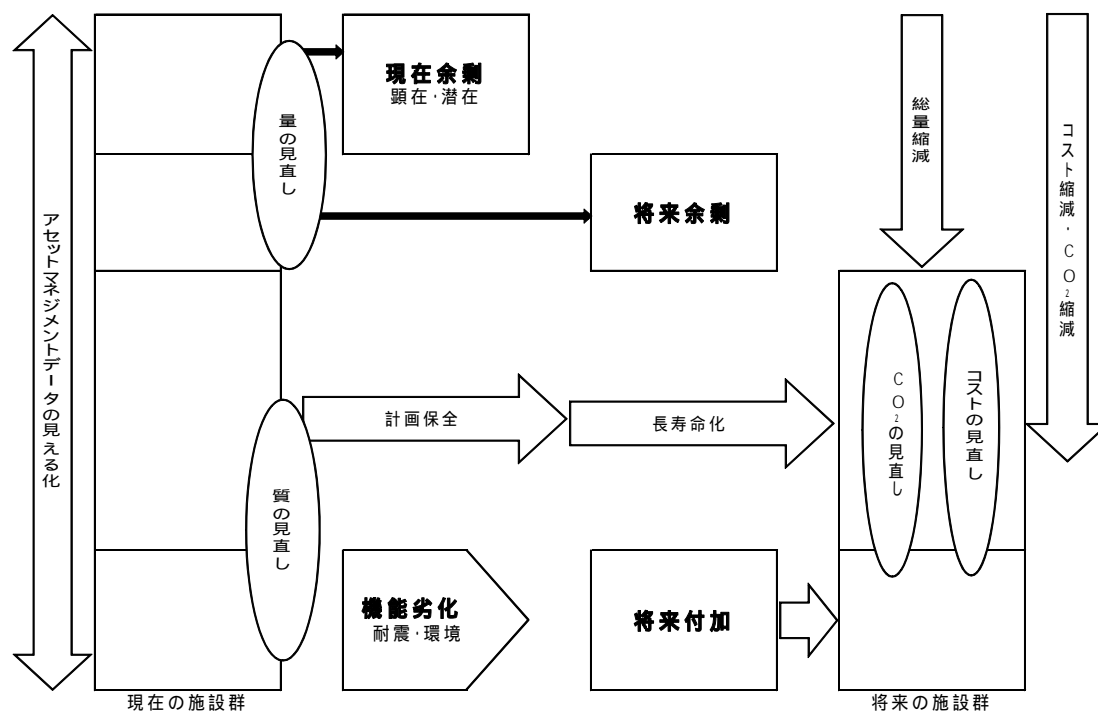 アセットマネジメントデータの見える化
量の見直し
現在余剰
顕在・潜在
将来余剰
総量縮減
コスト縮減・CO₂縮減
質の見直し
計画保全
長寿命化
CO₂の見直し
コストの見直し
機能劣化
耐震・環境
将来付加
現在の施設群
将来の施設群